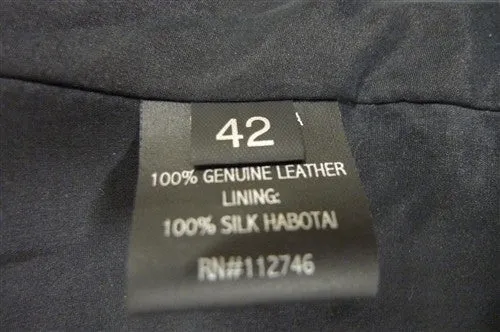 42
100% GENUINE LEATHER
LINING:
100% SILK HABOTAI
RN#112746